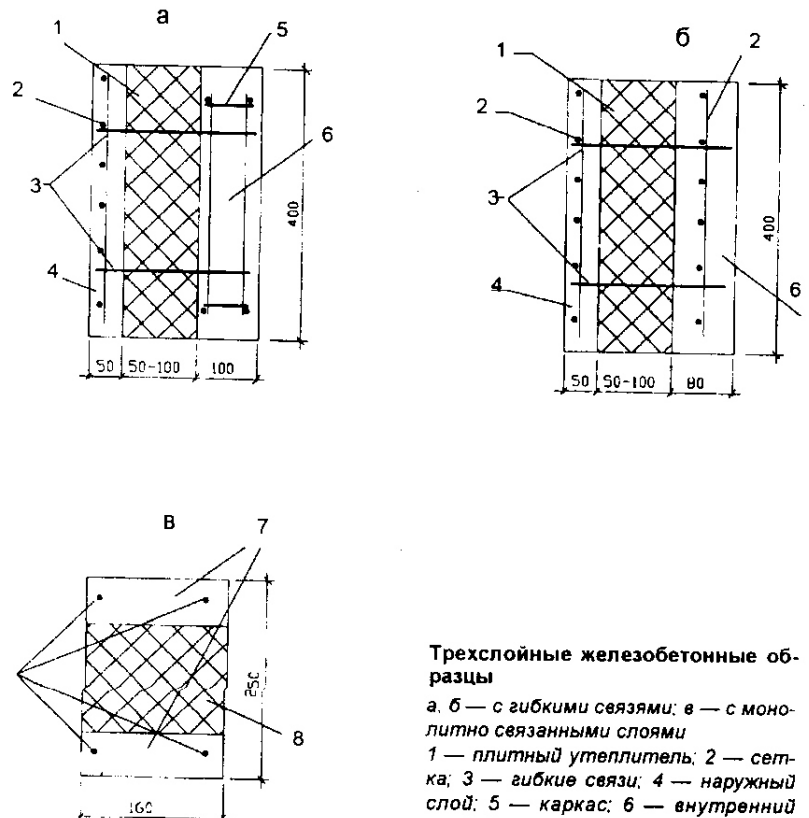 а
1
5
2
6
3
4
400
50
50-100
100
б
1
2
2
3
4
6
400
50
50-100
80
в
7
250
8
160
Трехслойные железобетонные об-
разцы
а, б — с гибкими связями; в — с моно-
литно связанными слоями
1 — плитный утеплитель; 2 — сет-
ка; 3 — гибкие связи; 4 — наружный
слой; 5 — каркас; 6 — внутренний